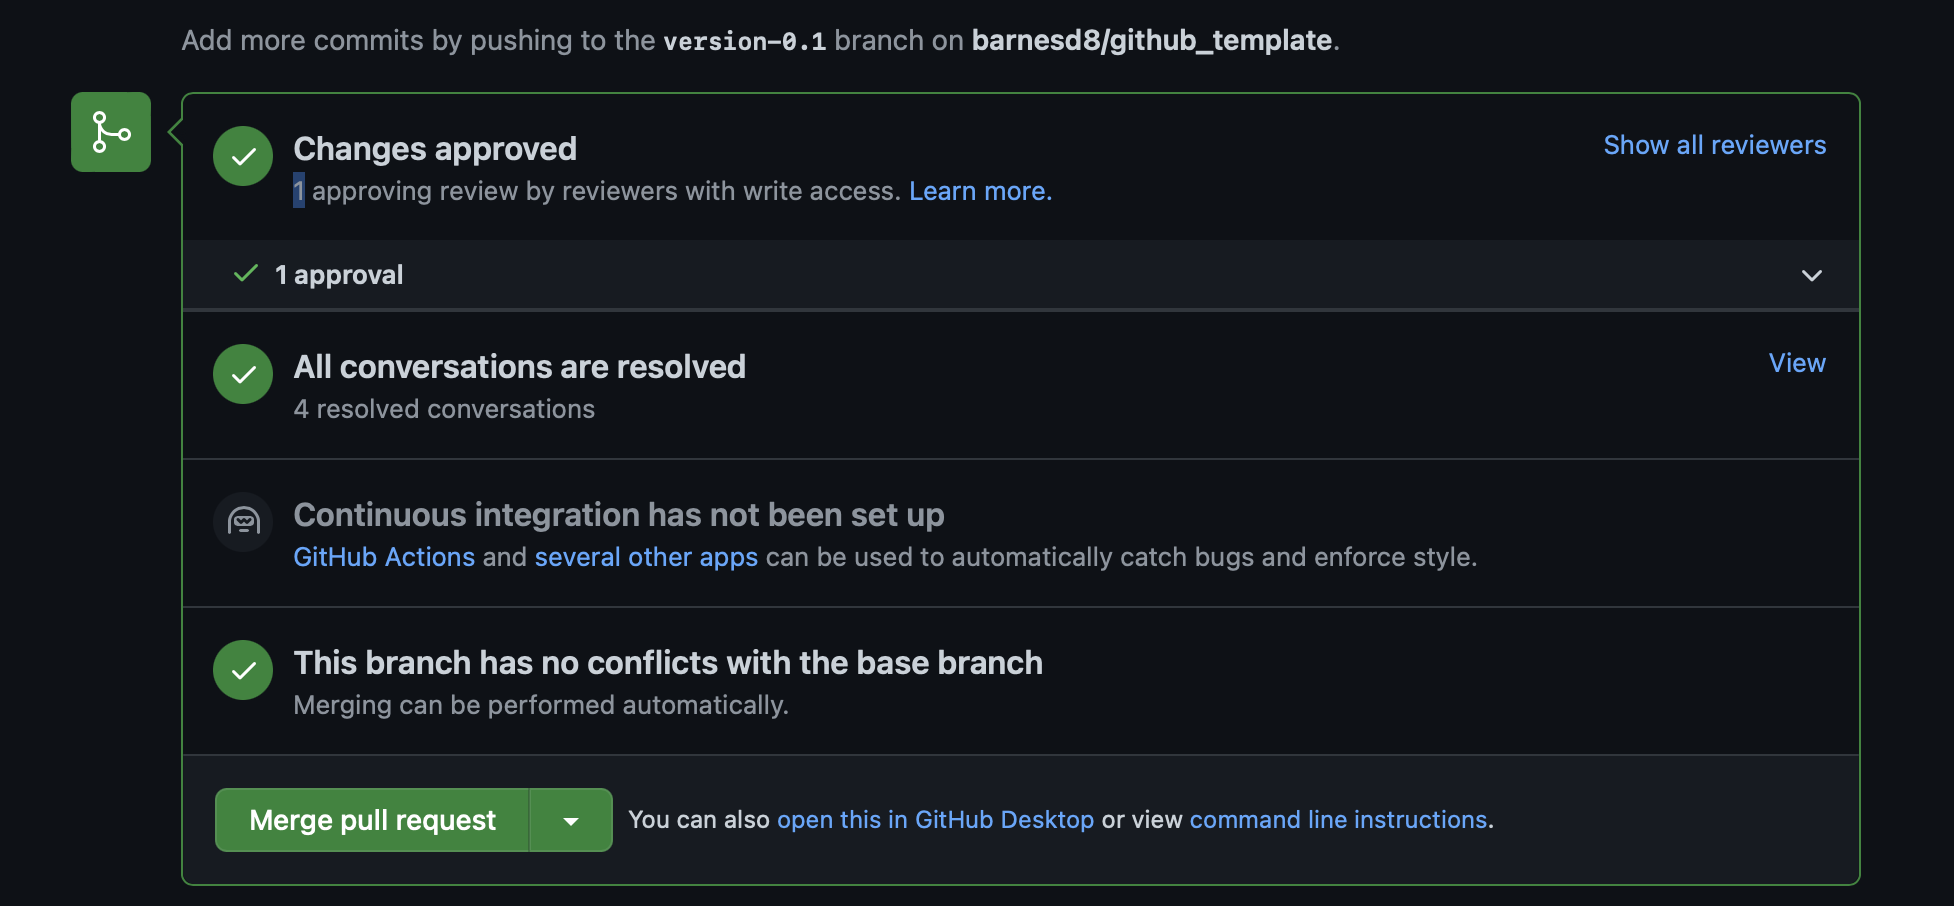 Add more commits by pushing to the version-0.1 branch on barnesd8/github_template.
Changes approved
Show all reviewers
1 approving review by reviewers with write access. Learn more.
1 approval
All conversations are resolved
View
4 resolved conversations
Continuous integration has not been set up
GitHub Actions and several other apps can be used to automatically catch bugs and enforce style.
This branch has no conflicts with the base branch
Merging can be performed automatically.
Merge pull request
You can also open this in GitHub Desktop or view command line instructions.